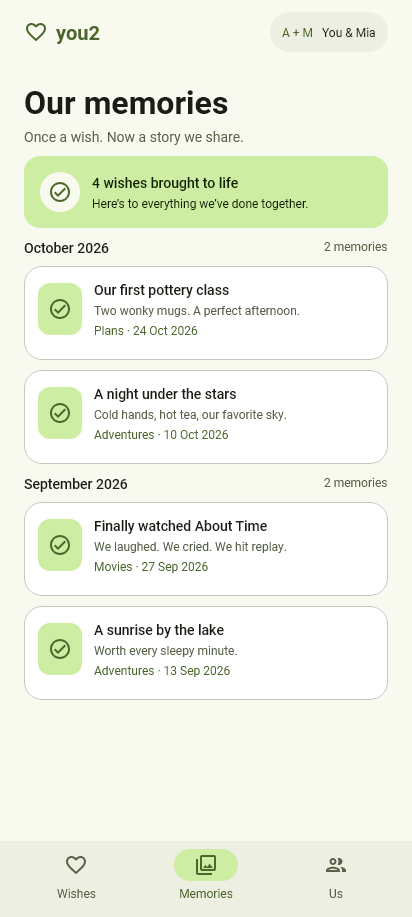 you2
A + M You & Mia
Our memories
Once a wish. Now a story we share.
4 wishes brought to life
Here's to everything we've done together.
October 2026 2 memories
Our first pottery class
Two wonky mugs. A perfect afternoon.
Plans · 24 Oct 2026
A night under the stars
Cold hands, hot tea, our favorite sky.
Adventures · 10 Oct 2026
September 2026 2 memories
Finally watched About Time
We laughed. We cried. We hit replay.
Movies · 27 Sep 2026
A sunrise by the lake
Worth every sleepy minute.
Adventures · 13 Sep 2026
Wishes Memories Us